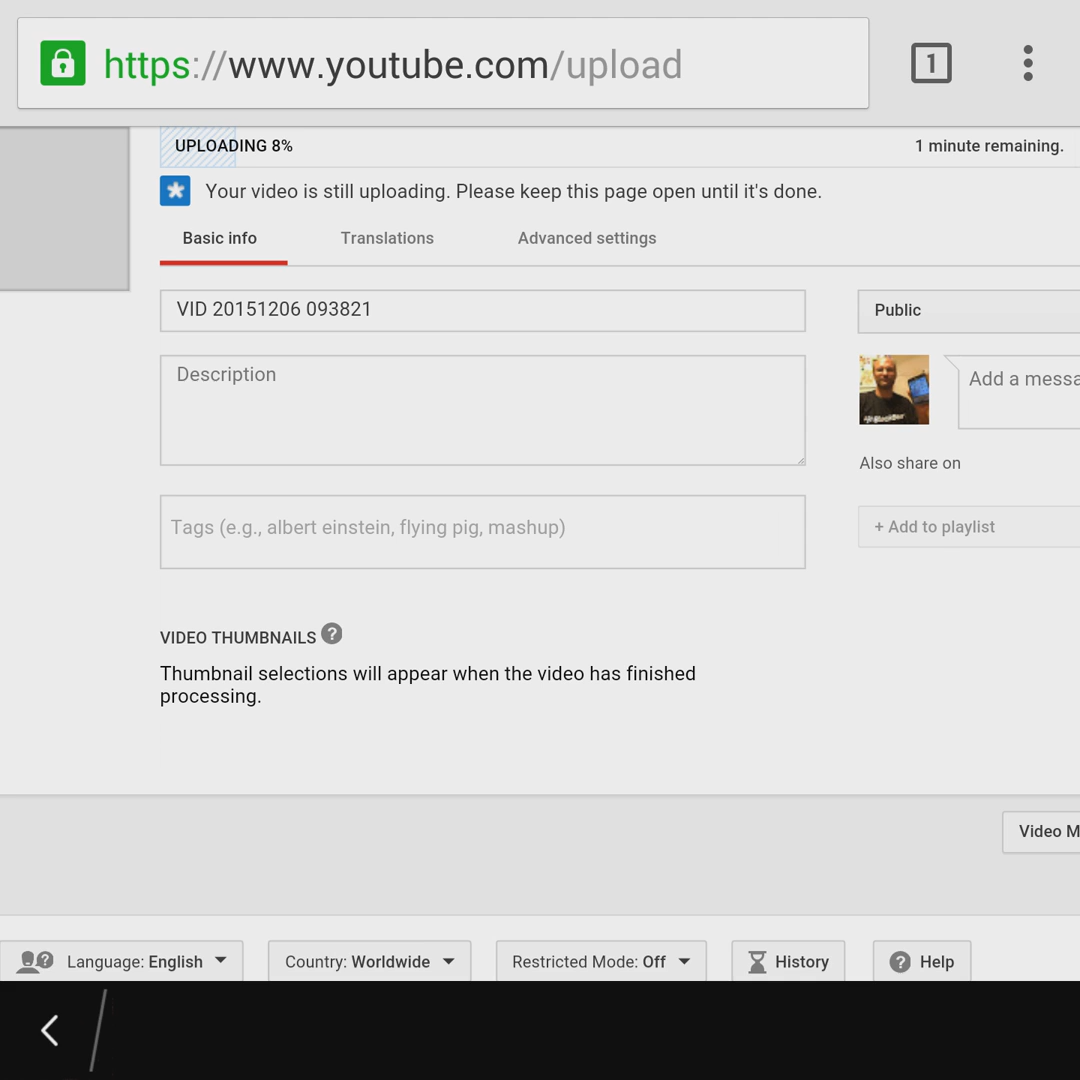 https://www.youtube.com/upload
1
UPLOADING 8%
1 minute remaining.
Your video is still uploading. Please keep this page open until it's done.
Basic info
Translations
Advanced settings
VID 20151206 093821
Public
Description
Add a messa
Also share on
Tags (e.g., albert einstein, flying pig, mashup)
+ Add to playlist
VIDEO THUMBNAILS ?
Thumbnail selections will appear when the video has finished
processing.
Video M
Language: English
Country: Worldwide
Restricted Mode: Off
History
? Help